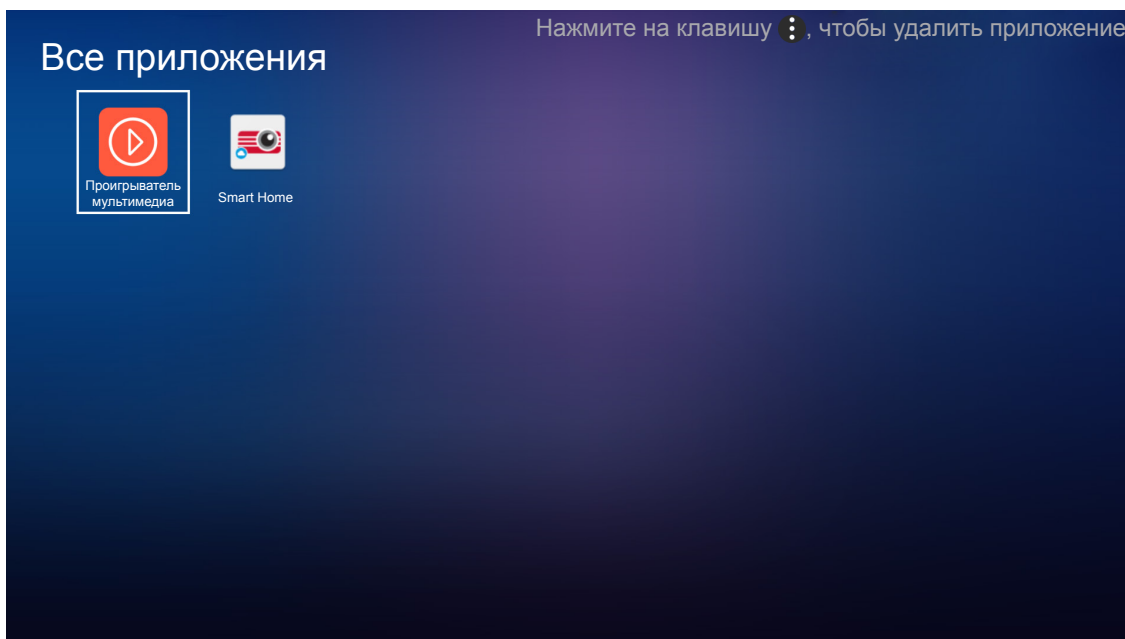 Нажмите на клавишу , чтобы удалить приложение
Все приложения
Проигрыватель
мультимедиа
Smart Home